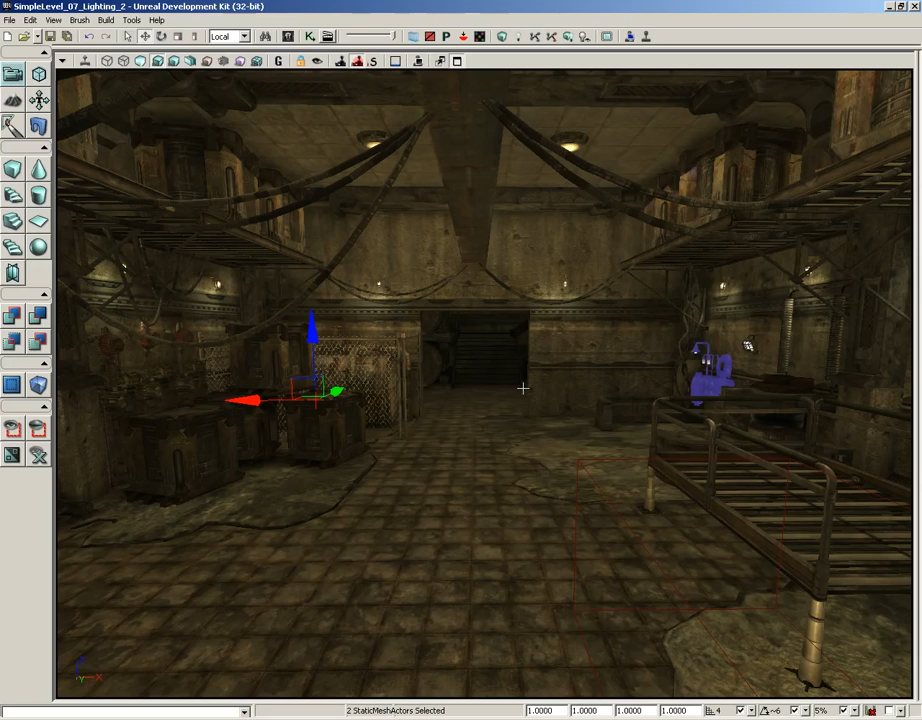 SimpleLevel_07_Lighting_2 - Unreal Development Kit (32-bit)
File Edit View Brush Build Tools Help
Local
K P
G S
2 StaticMeshActors Selected 1.0000 1.0000 1.0000 1.0000 4 ~6 5%